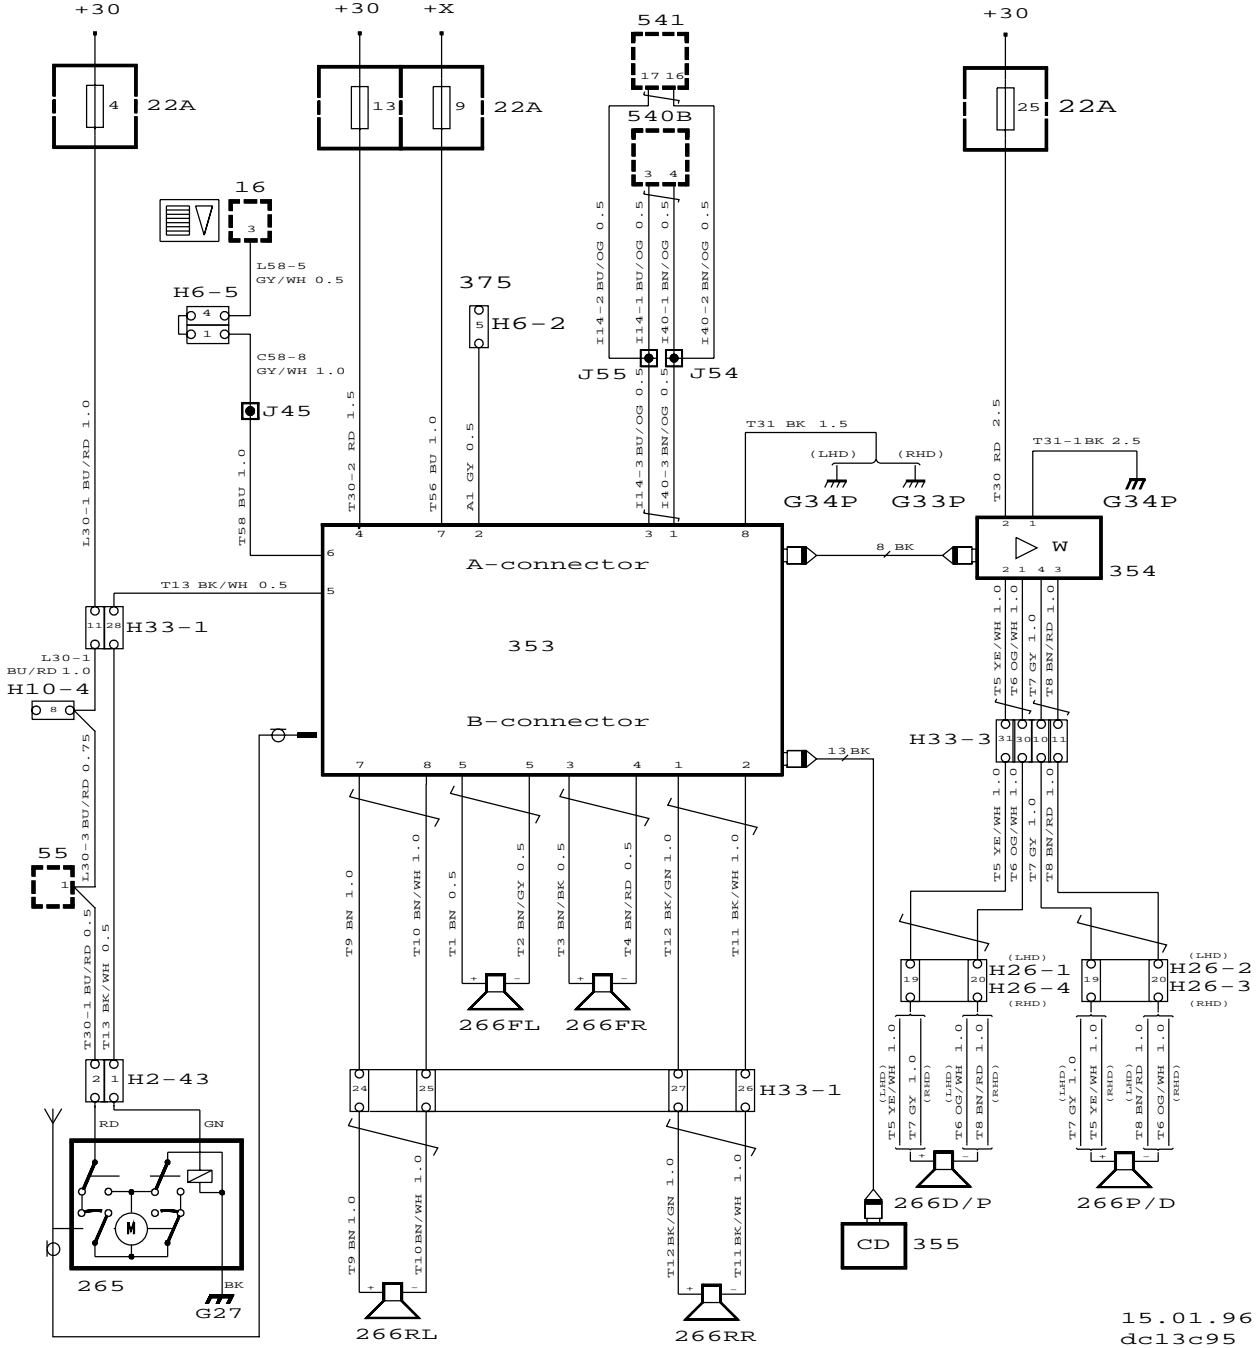 +30 +X
+30
541
+30
17 16
4 22A
13 9 22A
540B
25 22A
3 4
16
3
L58-5
GY/WH 0.5
H6-5
4
1
C58-8
GY/WH 1.0
J45
375
5 H6-2
I14-2 BU/OG 0.5
I14-1 BU/OG 0.5
I40-1 BN/OG 0.5
I40-2 BN/OG 0.5
J55 J54
L30-1 BU/RD 1.0
T58 BU 1.0
T30-2 RD 1.5
T56 BU 1.0
A1 GY 0.5
I14-3 BU/OG 0.5
I40-3 BN/OG 0.5
T31 BK 1.5
(LHD) (RHD)
G34P G33P
T30 RD 2.5
T31-1BK 2.5
G34P
4 7 2 3 1 8
2 1
6
A-connector
8 BK
W
2 1 4 3
354
T13 BK/WH 0.5
5
11 28 H33-1
353
L30-1
BU/RD 1.0
H10-4
8
T5 YE/WH 1.0
T6 OG/WH 1.0
T7 GY 1.0
T8 BN/RD 1.0
B-connector
H33-3 31 30 10 11
13 BK
7 8 5 5 3 4 1 2
L30-3 BU/RD 0.75
T5 YE/WH 1.0
T6 OG/WH 1.0
T7 GY 1.0
T8 BN/RD 1.0
55
1
T9 BN 1.0
T10 BN/WH 1.0
T1 BN 0.5
T2 BN/GY 0.5
T3 BN/BK 0.5
T4 BN/RD 0.5
T12 BK/GN 1.0
T11 BK/WH 1.0
T30-1 BU/RD 0.5
T13 BK/WH 0.5
+ - + -
266FL 266FR
(LHD) (LHD)
19 20 H26-1
H26-4
(RHD)
19 20 H26-2
H26-3
(RHD)
2 1 H2-43
24 25 27 26 H33-1
T5 YE/WH 1.0
(LHD)
T7 GY 1.0
(RHD)
T6 OG/WH 1.0
(LHD)
T8 BN/RD 1.0
(RHD)
T7 GY 1.0
(LHD)
T5 YE/WH 1.0
(RHD)
T8 BN/RD 1.0
(LHD)
T6 OG/WH 1.0
(RHD)
RD GN
+ - + -
266D/P 266P/D
M
T9 BN 1.0
T10BN/WH 1.0
T12BK/GN 1.0
T11BK/WH 1.0
CD 355
265 BK
G27
+ - + -
266RL 266RR
15.01.96
dc13c95